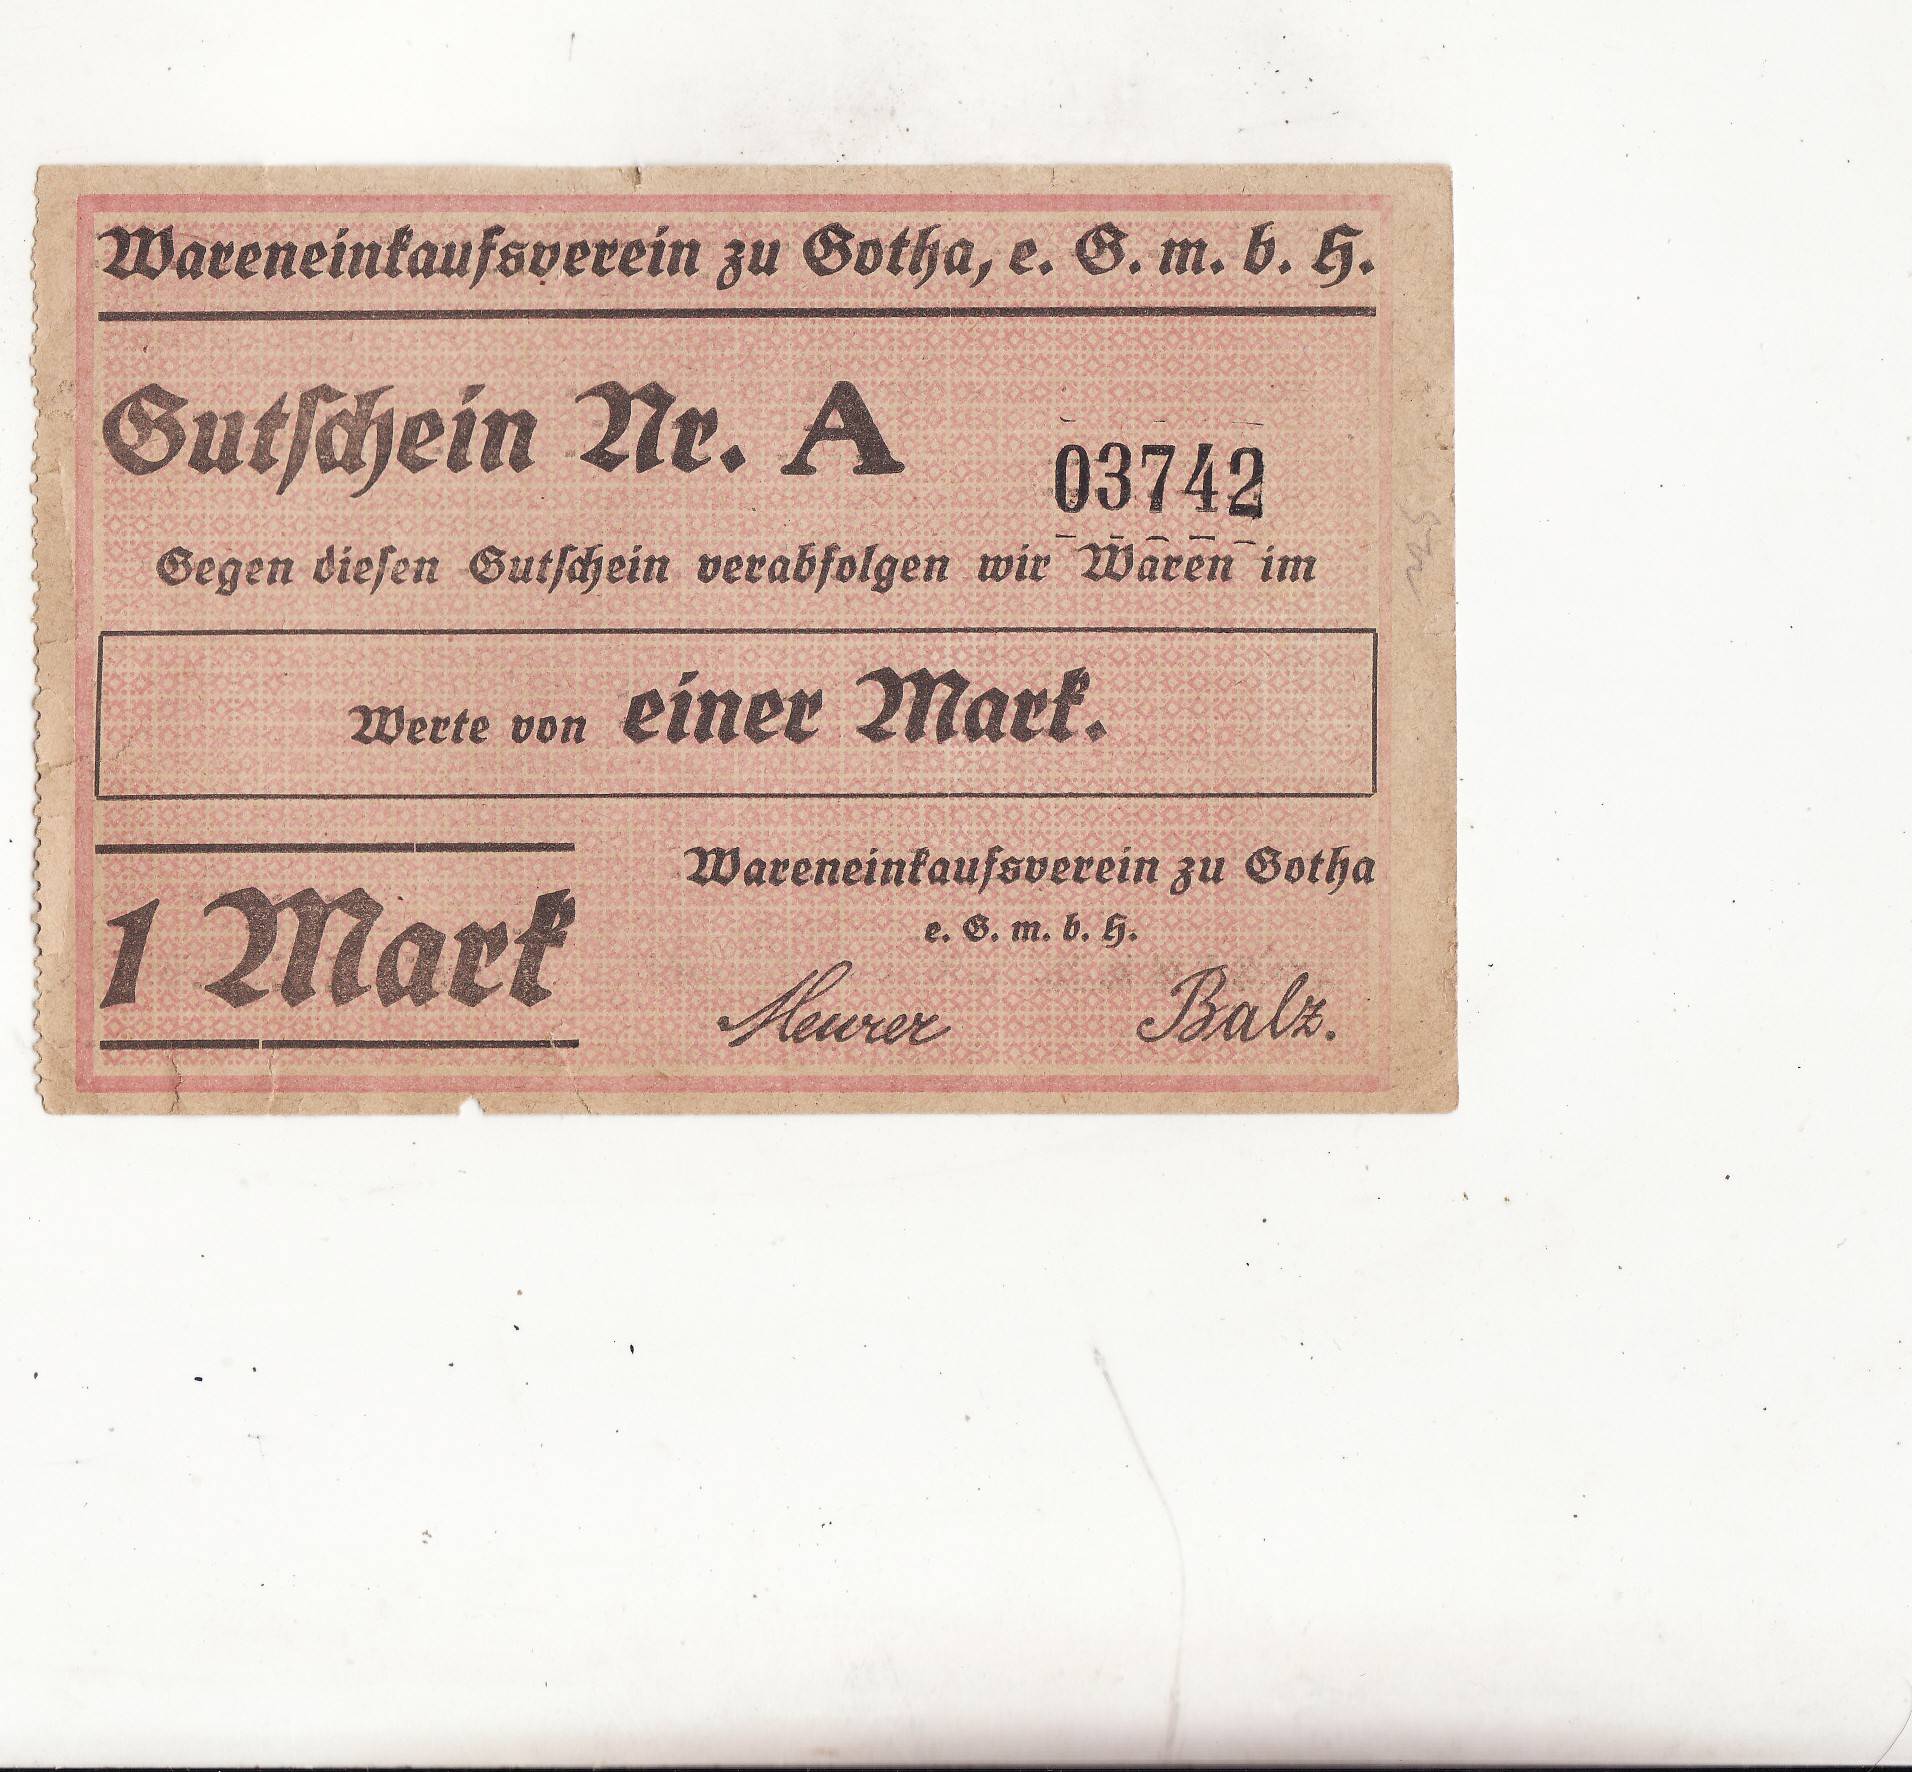 Wareneinkaufsverein zu Gotha, e. G. m. b. H.
Gutschein Nr. A 03742
Gegen diesen Gutschein verabfolgen wir Waren im
Werte von einer Mark.
1 Mark
Wareneinkaufsverein zu Gotha
e. G. m. b. H.
Meurer Balz.